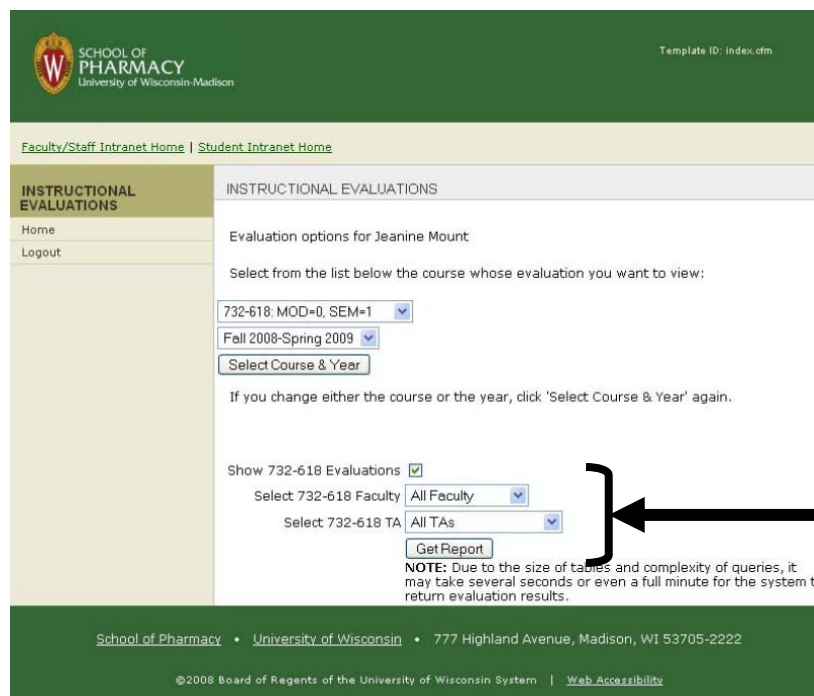 SCHOOL OF
PHARMACY
University of Wisconsin-Madison
Template ID: index.cfm
Faculty/Staff Intranet Home | Student Intranet Home
INSTRUCTIONAL
EVALUATIONS
Home
Logout
INSTRUCTIONAL EVALUATIONS
Evaluation options for Jeanine Mount
Select from the list below the course whose evaluation you want to view:
732-618: MOD=0, SEM=1
Fall 2008-Spring 2009
Select Course & Year
If you change either the course or the year, click 'Select Course & Year' again.
Show 732-618 Evaluations
Select 732-618 Faculty All Faculty
Select 732-618 TA All TAs
Get Report
NOTE: Due to the size of tables and complexity of queries, it
may take several seconds or even a full minute for the system t
return evaluation results.
School of Pharmacy • University of Wisconsin • 777 Highland Avenue, Madison, WI 53705-2222
©2008 Board of Regents of the University of Wisconsin System | Web Accessibility